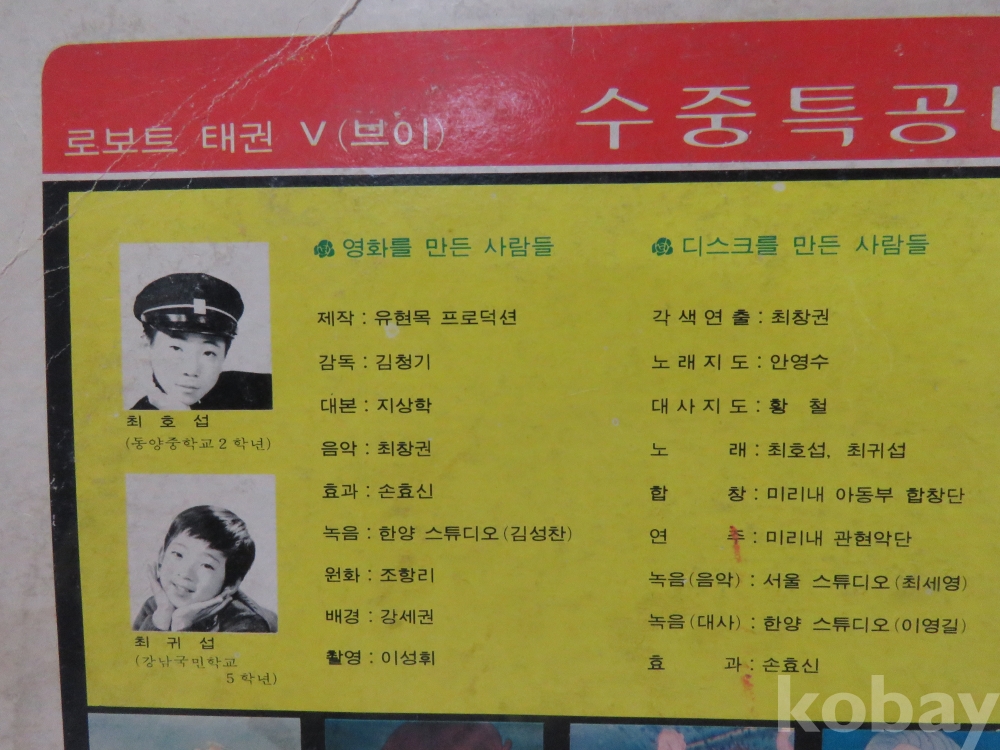 로보트 태권 V(브이)
수중특공
영화를 만든 사람들
제작 : 유현목 프로덕션
감독 : 김청기
대본 : 지상학
음악 : 최창권
효과 : 손효신
녹음 : 한양 스튜디오(김성찬)
원화 : 조항리
배경 : 강세권
촬영 : 이성휘
디스크를 만든 사람들
각색연출 : 최창권
노래지도 : 안영수
대사지도 : 황 철
노 래 : 최호섭, 최귀섭
합 창 : 미리내 아동부 합창단
연 주 : 미리내 관현악단
녹음(음악) : 서울 스튜디오(최세영)
녹음(대사) : 한양 스튜디오(이영길)
효 과 : 손효신
최 호 섭
(동양중학교 2 학년)
최 귀 섭
(강남국민학교
5 학년)
kobay